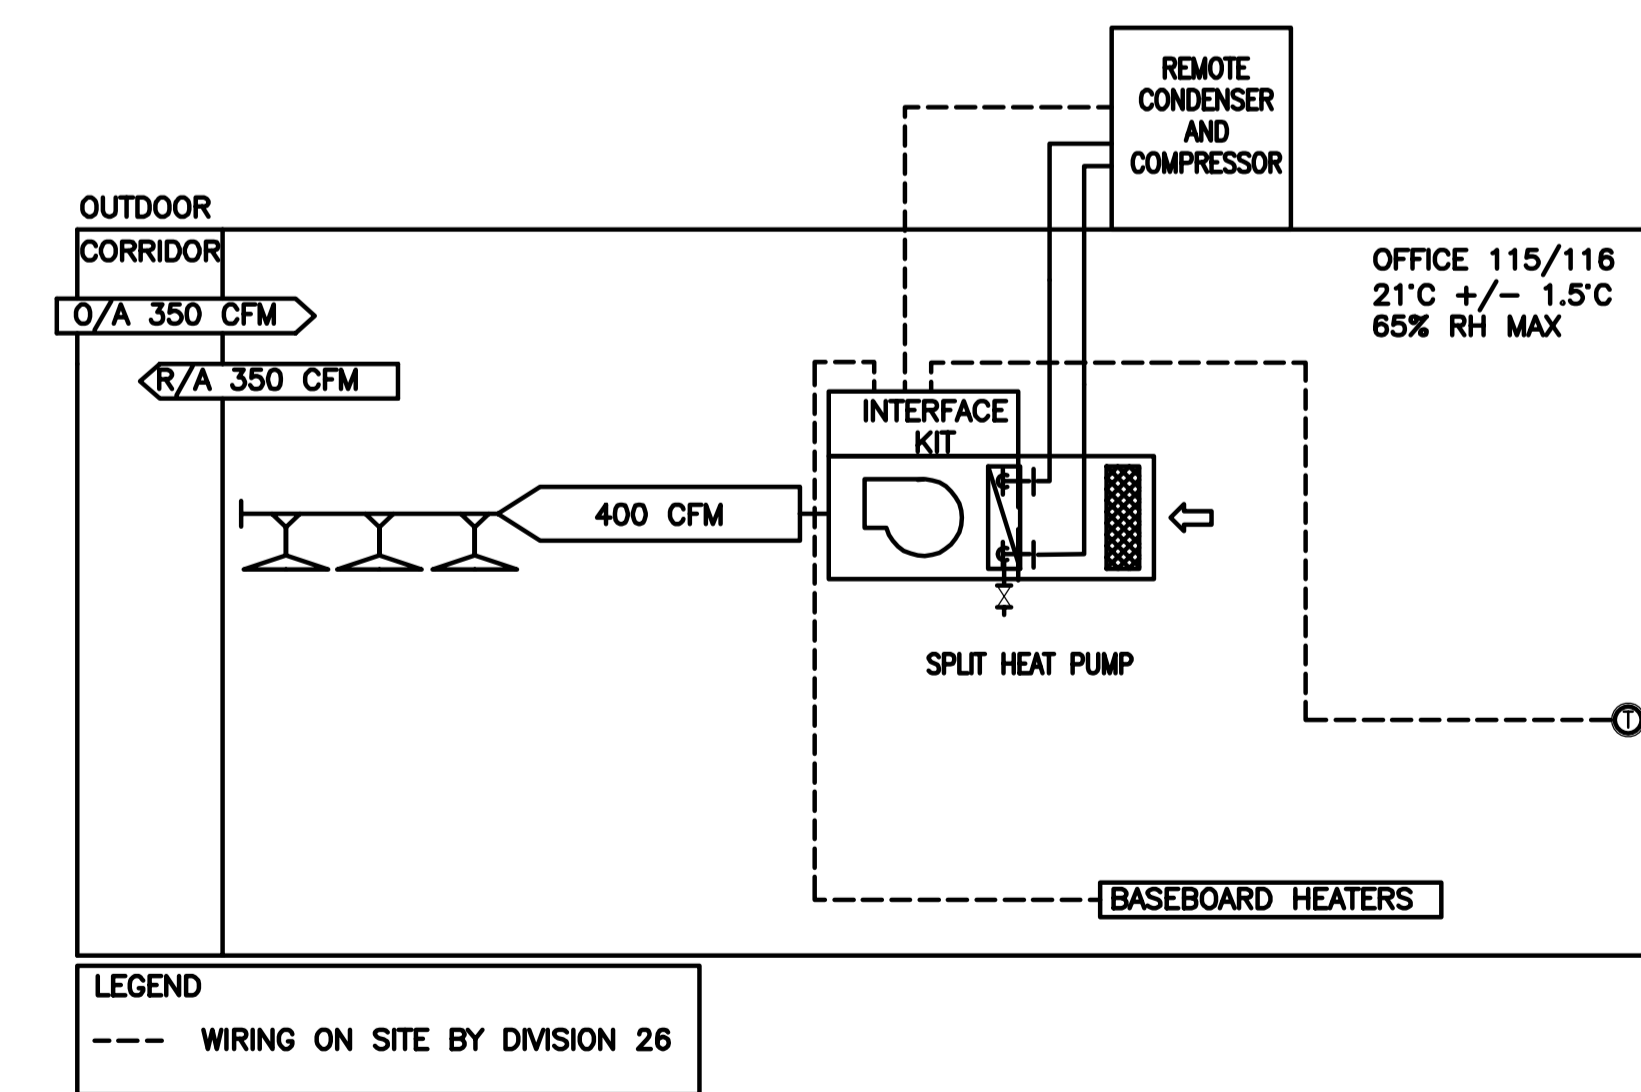 REMOTE
CONDENSER
AND
COMPRESSOR
OUTDOOR
CORRIDOR
OFFICE 115/116
21°C +/- 1.5°C
65% RH MAX
O/A 350 CFM
R/A 350 CFM
INTERFACE
KIT
400 CFM
SPLIT HEAT PUMP
T
BASEBOARD HEATERS
LEGEND
--- WIRING ON SITE BY DIVISION 26